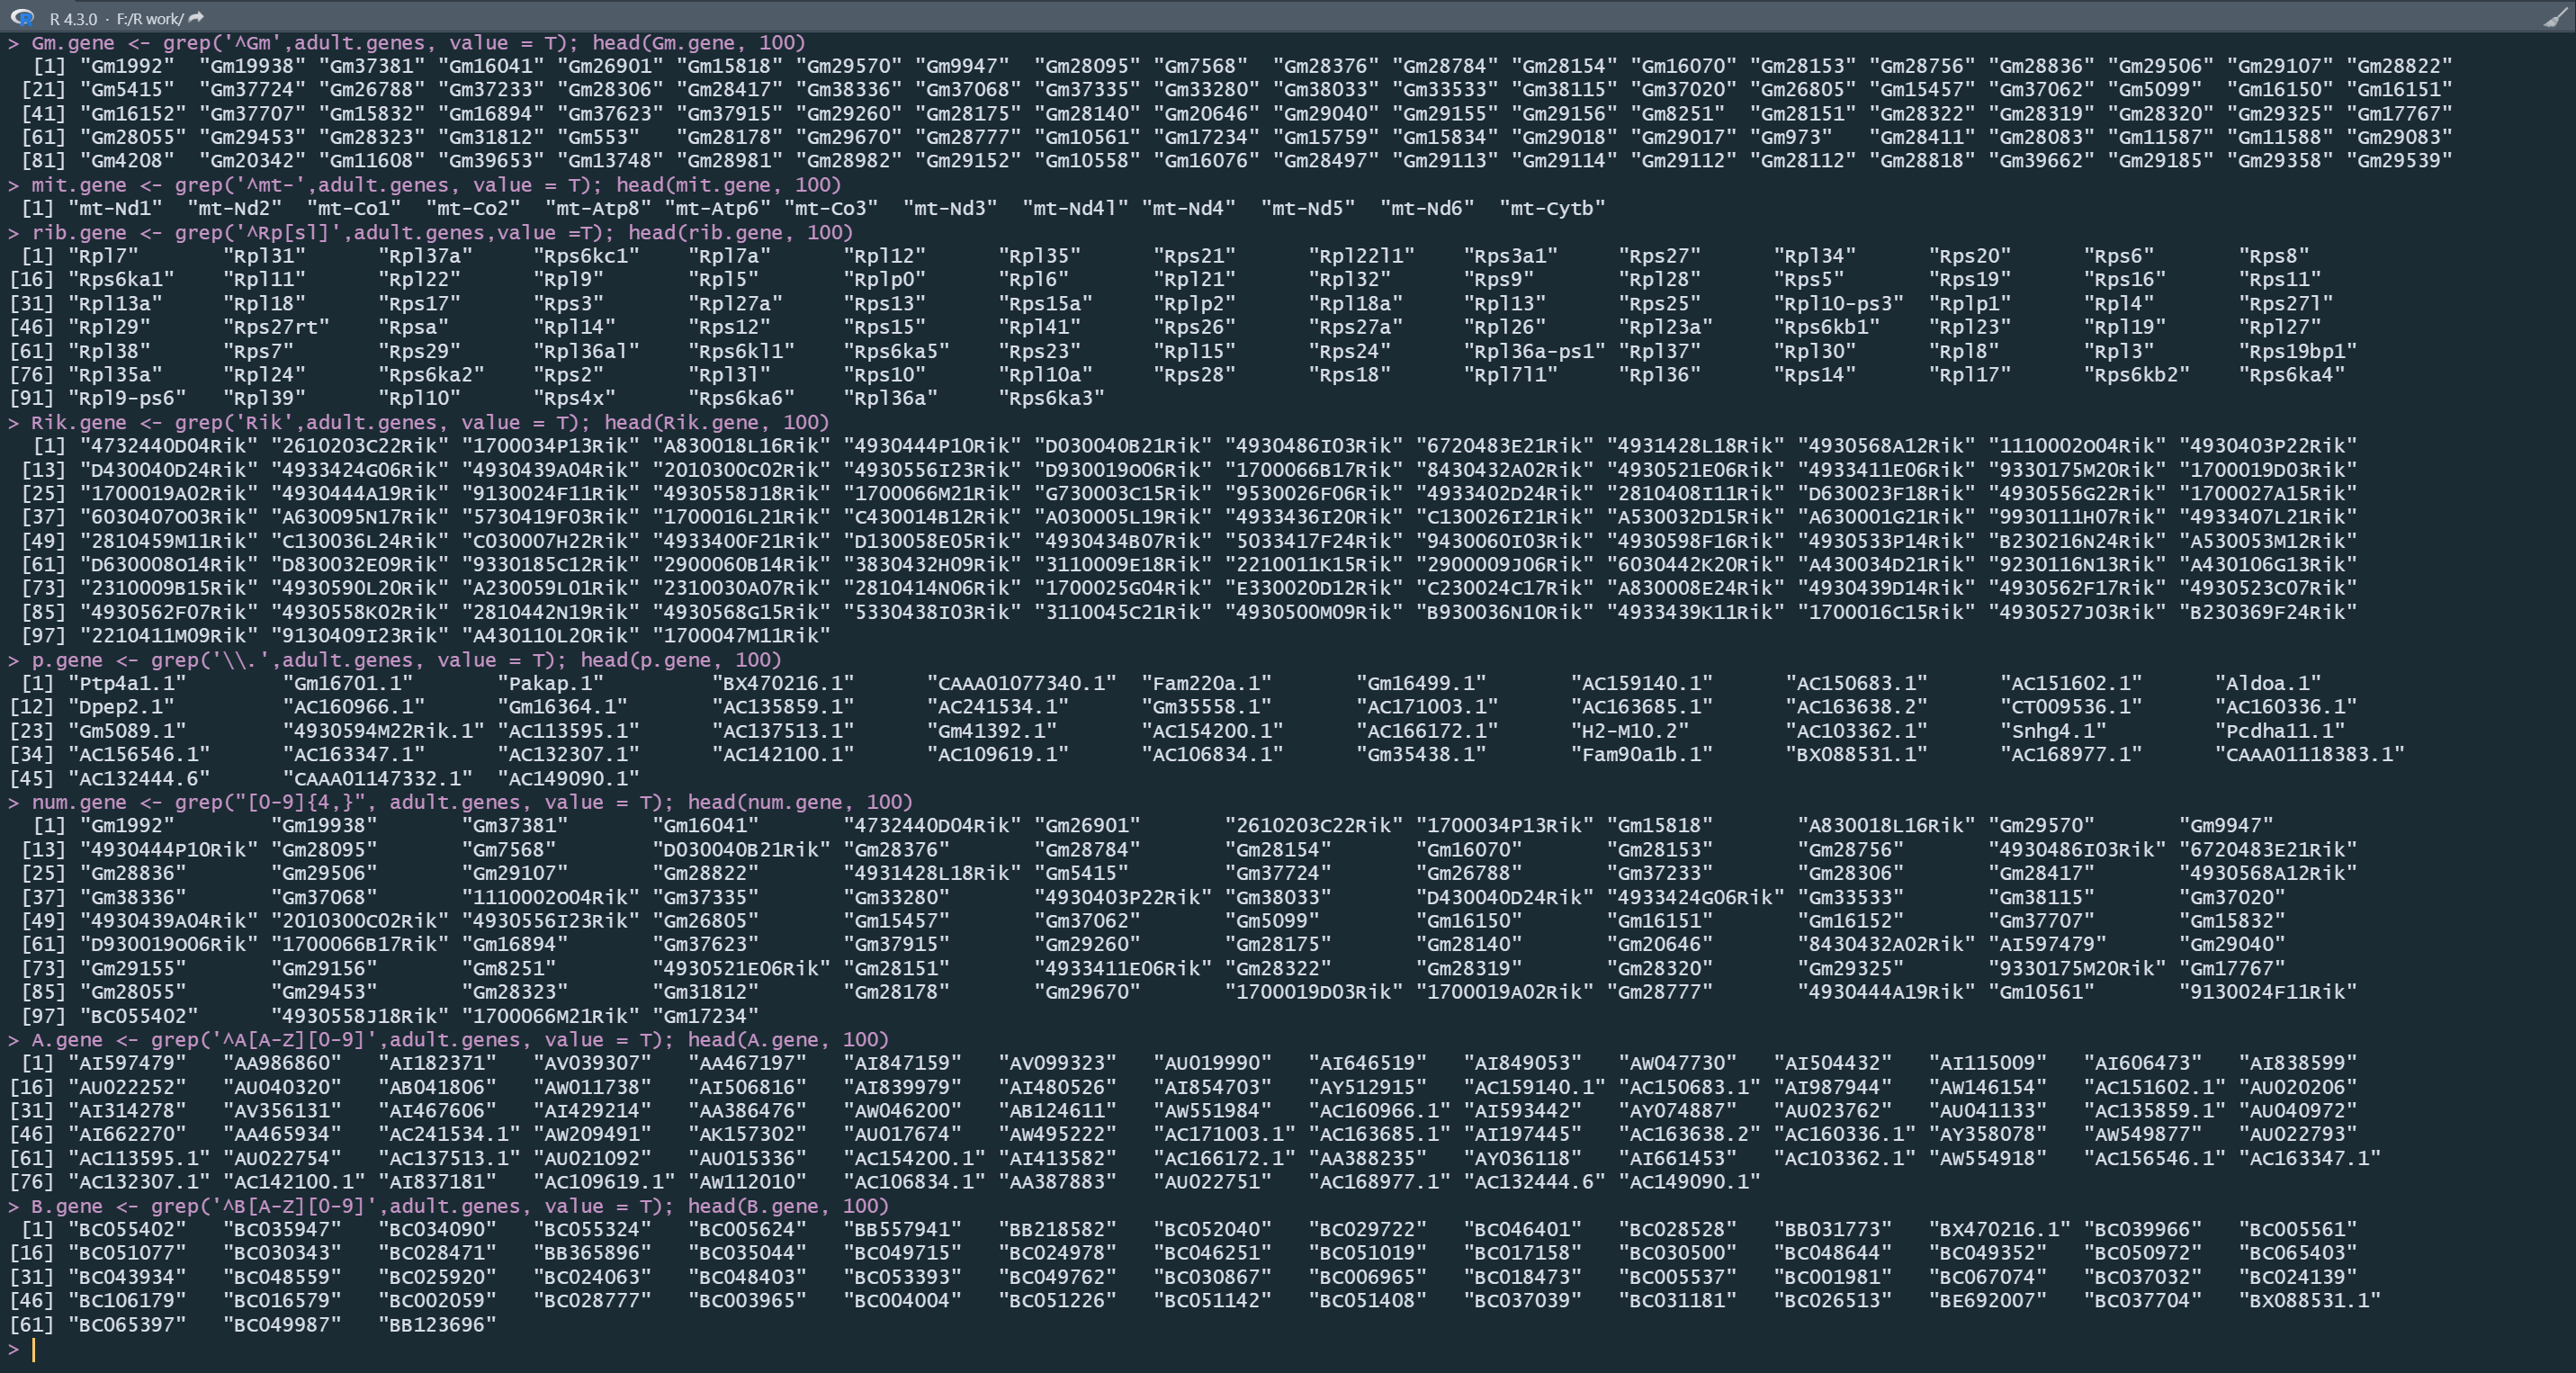 R 4.3.0 · F:/R work/
> Gm.gene <- grep('^Gm',adult.genes, value = T); head(Gm.gene, 100)
[1] "Gm1992" "Gm19938" "Gm37381" "Gm16041" "Gm26901" "Gm15818" "Gm29570" "Gm9947" "Gm28095" "Gm7568" "Gm28376" "Gm28784" "Gm28154" "Gm16070" "Gm28153" "Gm28756" "Gm28836" "Gm29506" "Gm29107" "Gm28822"
[21] "Gm5415" "Gm37724" "Gm26788" "Gm37233" "Gm28306" "Gm28417" "Gm38336" "Gm37068" "Gm37335" "Gm33280" "Gm38033" "Gm33533" "Gm38115" "Gm37020" "Gm26805" "Gm15457" "Gm37062" "Gm5099" "Gm16150" "Gm16151"
[41] "Gm16152" "Gm37707" "Gm15832" "Gm16894" "Gm37623" "Gm37915" "Gm29260" "Gm28175" "Gm28140" "Gm20646" "Gm29040" "Gm29155" "Gm29156" "Gm8251" "Gm28151" "Gm28322" "Gm28319" "Gm28320" "Gm29325" "Gm17767"
[61] "Gm28055" "Gm29453" "Gm28323" "Gm31812" "Gm553" "Gm28178" "Gm29670" "Gm28777" "Gm10561" "Gm17234" "Gm15759" "Gm15834" "Gm29018" "Gm29017" "Gm973" "Gm28411" "Gm28083" "Gm11587" "Gm11588" "Gm29083"
[81] "Gm4208" "Gm20342" "Gm11608" "Gm39653" "Gm13748" "Gm28981" "Gm28982" "Gm29152" "Gm10558" "Gm16076" "Gm28497" "Gm29113" "Gm29114" "Gm29112" "Gm28112" "Gm28818" "Gm39662" "Gm29185" "Gm29358" "Gm29539"
> mit.gene <- grep('^mt-',adult.genes, value = T); head(mit.gene, 100)
[1] "mt-Nd1" "mt-Nd2" "mt-Co1" "mt-Co2" "mt-Atp8" "mt-Atp6" "mt-Co3" "mt-Nd3" "mt-Nd4l" "mt-Nd4" "mt-Nd5" "mt-Nd6" "mt-Cytb"
> rib.gene <- grep('^Rp[sl]',adult.genes,value =T); head(rib.gene, 100)
[1] "Rpl7" "Rpl31" "Rpl37a" "Rps6kc1" "Rpl7a" "Rpl12" "Rpl35" "Rps21" "Rpl22l1" "Rps3a1" "Rps27" "Rpl34" "Rps20" "Rps6" "Rps8"
[16] "Rps6ka1" "Rpl11" "Rpl22" "Rpl9" "Rpl5" "Rplp0" "Rpl6" "Rpl21" "Rpl32" "Rps9" "Rpl28" "Rps5" "Rps19" "Rps16" "Rps11"
[31] "Rpl13a" "Rpl18" "Rps17" "Rps3" "Rpl27a" "Rps13" "Rps15a" "Rplp2" "Rpl18a" "Rpl13" "Rps25" "Rpl10-ps3" "Rplp1" "Rpl4" "Rps27l"
[46] "Rpl29" "Rps27rt" "Rpsa" "Rpl14" "Rps12" "Rps15" "Rpl41" "Rps26" "Rps27a" "Rpl26" "Rpl23a" "Rps6kb1" "Rpl23" "Rpl19" "Rpl27"
[61] "Rpl38" "Rps7" "Rps29" "Rpl36al" "Rps6kl1" "Rps6ka5" "Rps23" "Rpl15" "Rps24" "Rpl36a-ps1" "Rpl37" "Rpl30" "Rpl8" "Rpl3" "Rps19bp1"
[76] "Rpl35a" "Rpl24" "Rps6ka2" "Rps2" "Rpl3l" "Rps10" "Rpl10a" "Rps28" "Rps18" "Rpl7l1" "Rpl36" "Rps14" "Rpl17" "Rps6kb2" "Rps6ka4"
[91] "Rpl9-ps6" "Rpl39" "Rpl10" "Rps4x" "Rps6ka6" "Rpl36a" "Rps6ka3"
> Rik.gene <- grep('Rik',adult.genes, value = T); head(Rik.gene, 100)
[1] "4732440D04Rik" "2610203C22Rik" "1700034P13Rik" "A830018L16Rik" "4930444P10Rik" "D030040B21Rik" "4930486I03Rik" "6720483E21Rik" "4931428L18Rik" "4930568A12Rik" "1110002O04Rik" "4930403P22Rik"
[13] "D430040D24Rik" "4933424G06Rik" "4930439A04Rik" "2010300C02Rik" "4930556I23Rik" "D930019O06Rik" "1700066B17Rik" "8430432A02Rik" "4930521E06Rik" "4933411E06Rik" "9330175M20Rik" "1700019D03Rik"
[25] "1700019A02Rik" "4930444A19Rik" "9130024F11Rik" "4930558J18Rik" "1700066M21Rik" "G730003C15Rik" "9530026F06Rik" "4933402D24Rik" "2810408I11Rik" "D630023F18Rik" "4930556G22Rik" "1700027A15Rik"
[37] "6030407O03Rik" "A630095N17Rik" "5730419F03Rik" "1700016L21Rik" "C430014B12Rik" "A030005L19Rik" "4933436I20Rik" "C130026I21Rik" "A530032D15Rik" "A630001G21Rik" "9930111H07Rik" "4933407L21Rik"
[49] "2810459M11Rik" "C130036L24Rik" "C030007H22Rik" "4933400F21Rik" "D130058E05Rik" "4930434B07Rik" "5033417F24Rik" "9430060I03Rik" "4930598F16Rik" "4930533P14Rik" "B230216N24Rik" "A530053M12Rik"
[61] "D630008O14Rik" "D830032E09Rik" "9330185C12Rik" "2900060B14Rik" "3830432H09Rik" "3110009E18Rik" "2210011K15Rik" "2900009J06Rik" "6030442K20Rik" "A430034D21Rik" "9230116N13Rik" "A430106G13Rik"
[73] "2310009B15Rik" "4930590L20Rik" "A230059L01Rik" "2310030A07Rik" "2810414N06Rik" "1700025G04Rik" "E330020D12Rik" "C230024C17Rik" "A830008E24Rik" "4930439D14Rik" "4930562F17Rik" "4930523C07Rik"
[85] "4930562F07Rik" "4930558K02Rik" "2810442N19Rik" "4930568G15Rik" "5330438I03Rik" "3110045C21Rik" "4930500M09Rik" "B930036N10Rik" "4933439K11Rik" "1700016C15Rik" "4930527J03Rik" "B230369F24Rik"
[97] "2210411M09Rik" "9130409I23Rik" "A430110L20Rik" "1700047M11Rik"
> p.gene <- grep('\\.',adult.genes, value = T); head(p.gene, 100)
[1] "Ptp4a1.1" "Gm16701.1" "Pakap.1" "BX470216.1" "CAAA01077340.1" "Fam220a.1" "Gm16499.1" "AC159140.1" "AC150683.1" "AC151602.1" "Aldoa.1"
[12] "Dpep2.1" "AC160966.1" "Gm16364.1" "AC135859.1" "AC241534.1" "Gm35558.1" "AC171003.1" "AC163685.1" "AC163638.2" "CT009536.1" "AC160336.1"
[23] "Gm5089.1" "4930594M22Rik.1" "AC113595.1" "AC137513.1" "Gm41392.1" "AC154200.1" "AC166172.1" "H2-M10.2" "AC103362.1" "Snhg4.1" "Pcdha11.1"
[34] "AC156546.1" "AC163347.1" "AC132307.1" "AC142100.1" "AC109619.1" "AC106834.1" "Gm35438.1" "Fam90a1b.1" "BX088531.1" "AC168977.1" "CAAA01118383.1"
[45] "AC132444.6" "CAAA01147332.1" "AC149090.1"
> num.gene <- grep("[0-9]{4,}", adult.genes, value = T); head(num.gene, 100)
[1] "Gm1992" "Gm19938" "Gm37381" "Gm16041" "4732440D04Rik" "Gm26901" "2610203C22Rik" "1700034P13Rik" "Gm15818" "A830018L16Rik" "Gm29570" "Gm9947"
[13] "4930444P10Rik" "Gm28095" "Gm7568" "D030040B21Rik" "Gm28376" "Gm28784" "Gm28154" "Gm16070" "Gm28153" "Gm28756" "4930486I03Rik" "6720483E21Rik"
[25] "Gm28836" "Gm29506" "Gm29107" "Gm28822" "4931428L18Rik" "Gm5415" "Gm37724" "Gm26788" "Gm37233" "Gm28306" "Gm28417" "4930568A12Rik"
[37] "Gm38336" "Gm37068" "1110002O04Rik" "Gm37335" "Gm33280" "4930403P22Rik" "Gm38033" "D430040D24Rik" "4933424G06Rik" "Gm33533" "Gm38115" "Gm37020"
[49] "4930439A04Rik" "2010300C02Rik" "4930556I23Rik" "Gm26805" "Gm15457" "Gm37062" "Gm5099" "Gm16150" "Gm16151" "Gm16152" "Gm37707" "Gm15832"
[61] "D930019O06Rik" "1700066B17Rik" "Gm16894" "Gm37623" "Gm37915" "Gm29260" "Gm28175" "Gm28140" "Gm20646" "8430432A02Rik" "AI597479" "Gm29040"
[73] "Gm29155" "Gm29156" "Gm8251" "4930521E06Rik" "Gm28151" "4933411E06Rik" "Gm28322" "Gm28319" "Gm28320" "Gm29325" "9330175M20Rik" "Gm17767"
[85] "Gm28055" "Gm29453" "Gm28323" "Gm31812" "Gm28178" "Gm29670" "1700019D03Rik" "1700019A02Rik" "Gm28777" "4930444A19Rik" "Gm10561" "9130024F11Rik"
[97] "BC055402" "4930558J18Rik" "1700066M21Rik" "Gm17234"
> A.gene <- grep('^A[A-Z][0-9]',adult.genes, value = T); head(A.gene, 100)
[1] "AI597479" "AA986860" "AI182371" "AV039307" "AA467197" "AI847159" "AV099323" "AU019990" "AI646519" "AI849053" "AW047730" "AI504432" "AI115009" "AI606473" "AI838599"
[16] "AU022252" "AU040320" "AB041806" "AW011738" "AI506816" "AI839979" "AI480526" "AI854703" "AY512915" "AC159140.1" "AC150683.1" "AI987944" "AW146154" "AC151602.1" "AU020206"
[31] "AI314278" "AV356131" "AI467606" "AI429214" "AA386476" "AW046200" "AB124611" "AW551984" "AC160966.1" "AI593442" "AY074887" "AU023762" "AU041133" "AC135859.1" "AU040972"
[46] "AI662270" "AA465934" "AC241534.1" "AW209491" "AK157302" "AU017674" "AW495222" "AC171003.1" "AC163685.1" "AI197445" "AC163638.2" "AC160336.1" "AY358078" "AW549877" "AU022793"
[61] "AC113595.1" "AU022754" "AC137513.1" "AU021092" "AU015336" "AC154200.1" "AI413582" "AC166172.1" "AA388235" "AY036118" "AI661453" "AC103362.1" "AW554918" "AC156546.1" "AC163347.1"
[76] "AC132307.1" "AC142100.1" "AI837181" "AC109619.1" "AW112010" "AC106834.1" "AA387883" "AU022751" "AC168977.1" "AC132444.6" "AC149090.1"
> B.gene <- grep('^B[A-Z][0-9]',adult.genes, value = T); head(B.gene, 100)
[1] "BC055402" "BC035947" "BC034090" "BC055324" "BC005624" "BB557941" "BB218582" "BC052040" "BC029722" "BC046401" "BC028528" "BB031773" "BX470216.1" "BC039966" "BC005561"
[16] "BC051077" "BC030343" "BC028471" "BB365896" "BC035044" "BC049715" "BC024978" "BC046251" "BC051019" "BC017158" "BC030500" "BC048644" "BC049352" "BC050972" "BC065403"
[31] "BC043934" "BC048559" "BC025920" "BC024063" "BC048403" "BC053393" "BC049762" "BC030867" "BC006965" "BC018473" "BC005537" "BC001981" "BC067074" "BC037032" "BC024139"
[46] "BC106179" "BC016579" "BC002059" "BC028777" "BC003965" "BC004004" "BC051226" "BC051142" "BC051408" "BC037039" "BC031181" "BC026513" "BE692007" "BC037704" "BX088531.1"
[61] "BC065397" "BC049987" "BB123696"
>